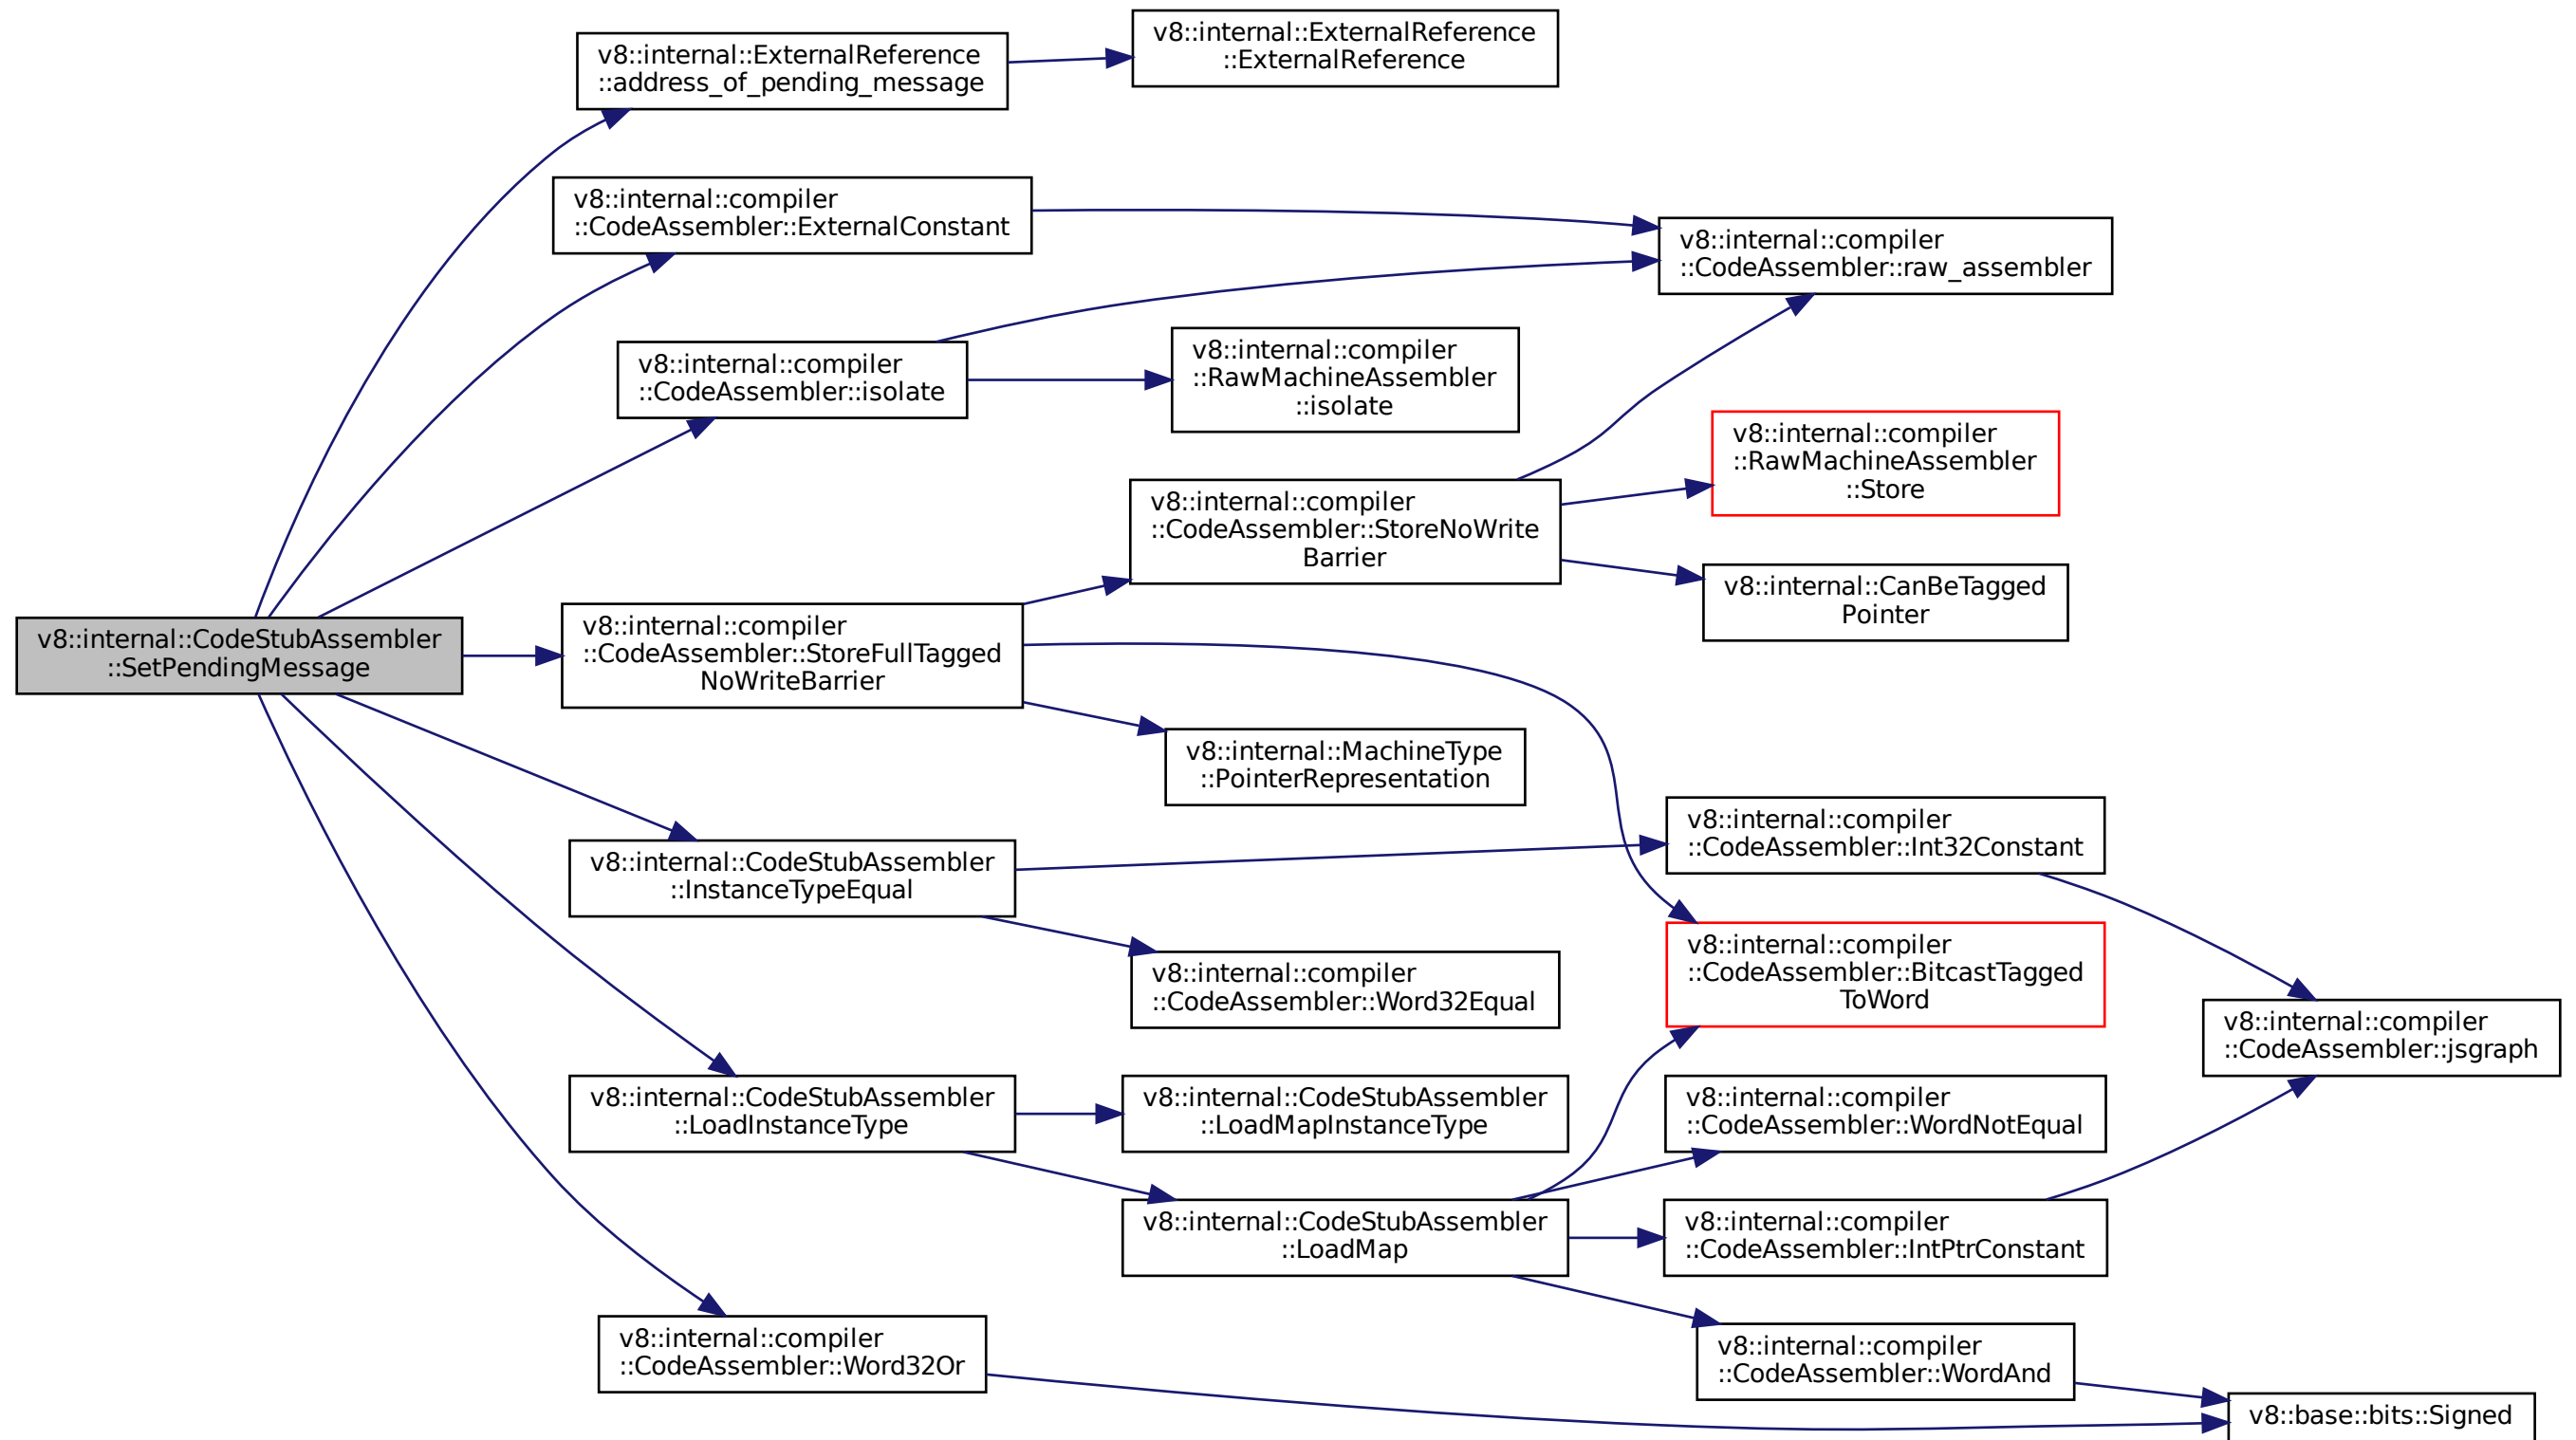 v8::internal::ExternalReference
::address_of_pending_message
v8::internal::ExternalReference
::ExternalReference
v8::internal::compiler
::CodeAssembler::ExternalConstant
v8::internal::compiler
::CodeAssembler::raw_assembler
v8::internal::compiler
::CodeAssembler::isolate
v8::internal::compiler
::RawMachineAssembler
::isolate
v8::internal::compiler
::RawMachineAssembler
::Store
v8::internal::compiler
::CodeAssembler::StoreNoWrite
Barrier
v8::internal::CanBeTagged
Pointer
v8::internal::CodeStubAssembler
::SetPendingMessage
v8::internal::compiler
::CodeAssembler::StoreFullTagged
NoWriteBarrier
v8::internal::MachineType
::PointerRepresentation
v8::internal::compiler
::CodeAssembler::Int32Constant
v8::internal::CodeStubAssembler
::InstanceTypeEqual
v8::internal::compiler
::CodeAssembler::BitcastTagged
ToWord
v8::internal::compiler
::CodeAssembler::Word32Equal
v8::internal::compiler
::CodeAssembler::jsgraph
v8::internal::CodeStubAssembler
::LoadInstanceType
v8::internal::CodeStubAssembler
::LoadMapInstanceType
v8::internal::compiler
::CodeAssembler::WordNotEqual
v8::internal::CodeStubAssembler
::LoadMap
v8::internal::compiler
::CodeAssembler::IntPtrConstant
v8::internal::compiler
::CodeAssembler::Word32Or
v8::internal::compiler
::CodeAssembler::WordAnd
v8::base::bits::Signed